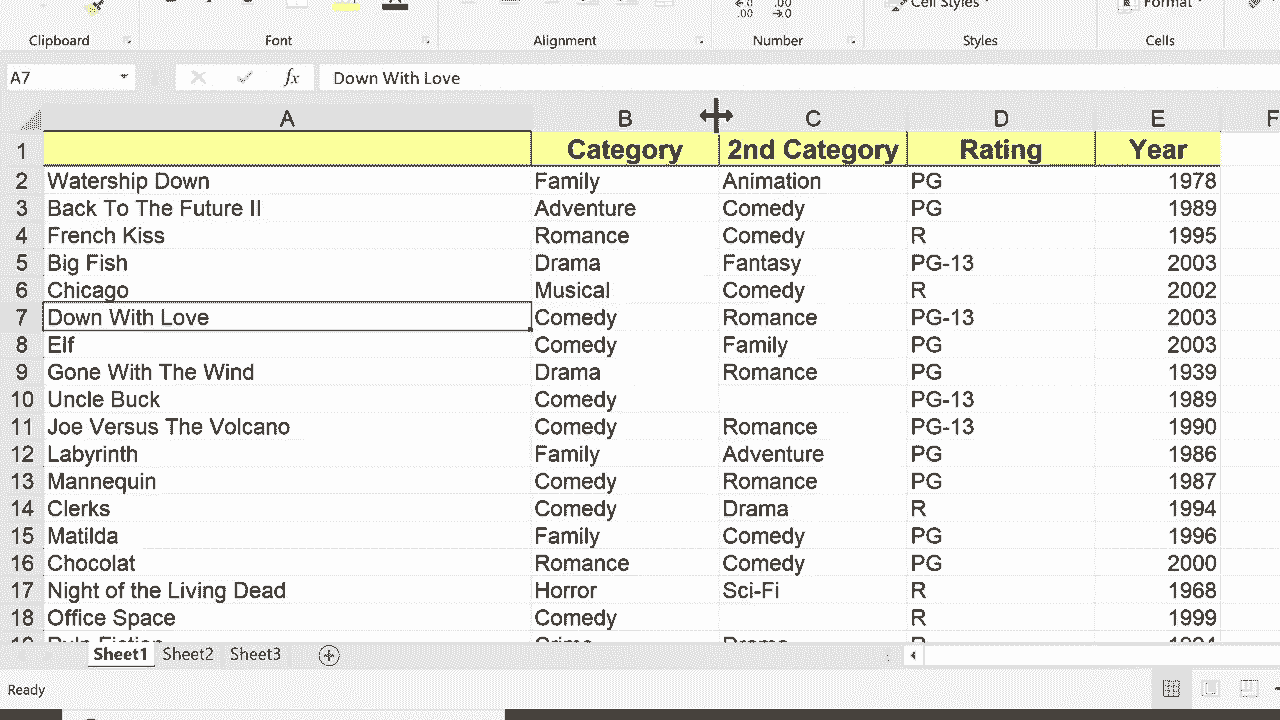 Cell Styles Format
Clipboard Font Alignment Number Styles Cells
A7 fx Down With Love
A B C D E F
1 Category 2nd Category Rating Year
2 Watership Down Family Animation PG 1978
3 Back To The Future II Adventure Comedy PG 1989
4 French Kiss Romance Comedy R 1995
5 Big Fish Drama Fantasy PG-13 2003
6 Chicago Musical Comedy R 2002
7 Down With Love Comedy Romance PG-13 2003
8 Elf Comedy Family PG 2003
9 Gone With The Wind Drama Romance PG 1939
10 Uncle Buck Comedy PG-13 1989
11 Joe Versus The Volcano Comedy Romance PG-13 1990
12 Labyrinth Family Adventure PG 1986
13 Mannequin Comedy Romance PG 1987
14 Clerks Comedy Drama R 1994
15 Matilda Family Comedy PG 1996
16 Chocolat Romance Comedy PG 2000
17 Night of the Living Dead Horror Sci-Fi R 1968
18 Office Space Comedy R 1999
19 Pulp Fiction Crime Drama R 1994
Sheet1 Sheet2 Sheet3
Ready